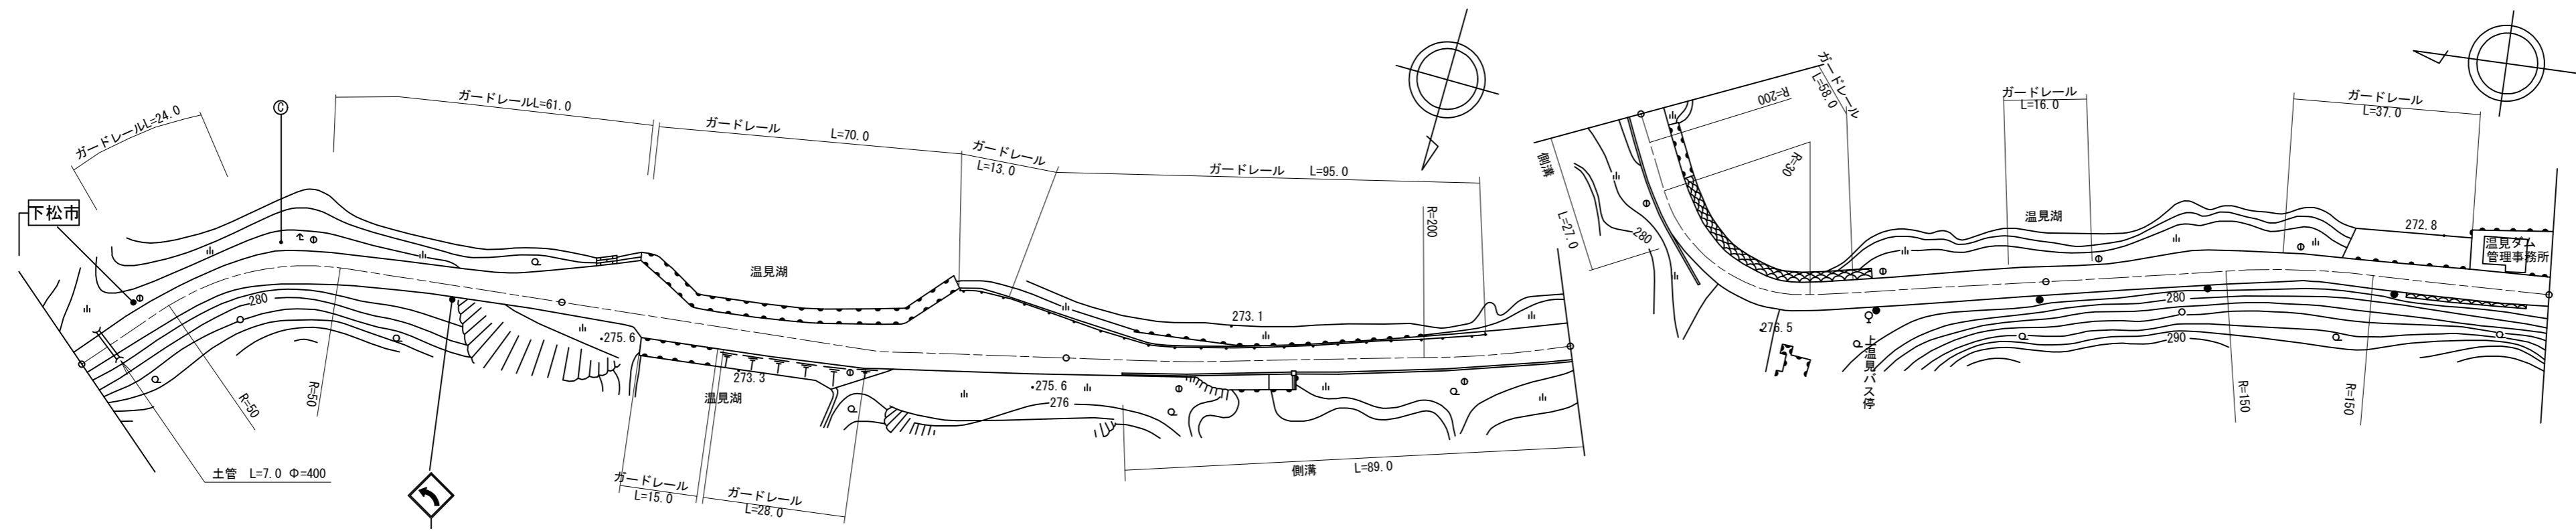 ガードレールL=24.0
Ⓒ
ガードレールL=61.0
ガードレール L=70.0
ガードレール
L=13.0
ガードレール L=95.0
R=200
下松市
温見湖
273.1
280
R=50
R=50
275.6
273.3
温見湖
275.6
276
土管 L=7.0 Φ=400
ガードレール
L=15.0
ガードレール
L=28.0
側溝 L=89.0
側溝
L=27.0
280
R=200
ガードレール
L=58.0
R=30
276.5
上温見バス停
ガードレール
L=16.0
温見湖
ガードレール
L=37.0
272.8
温見ダム
管理事務所
280
290
R=150
R=150